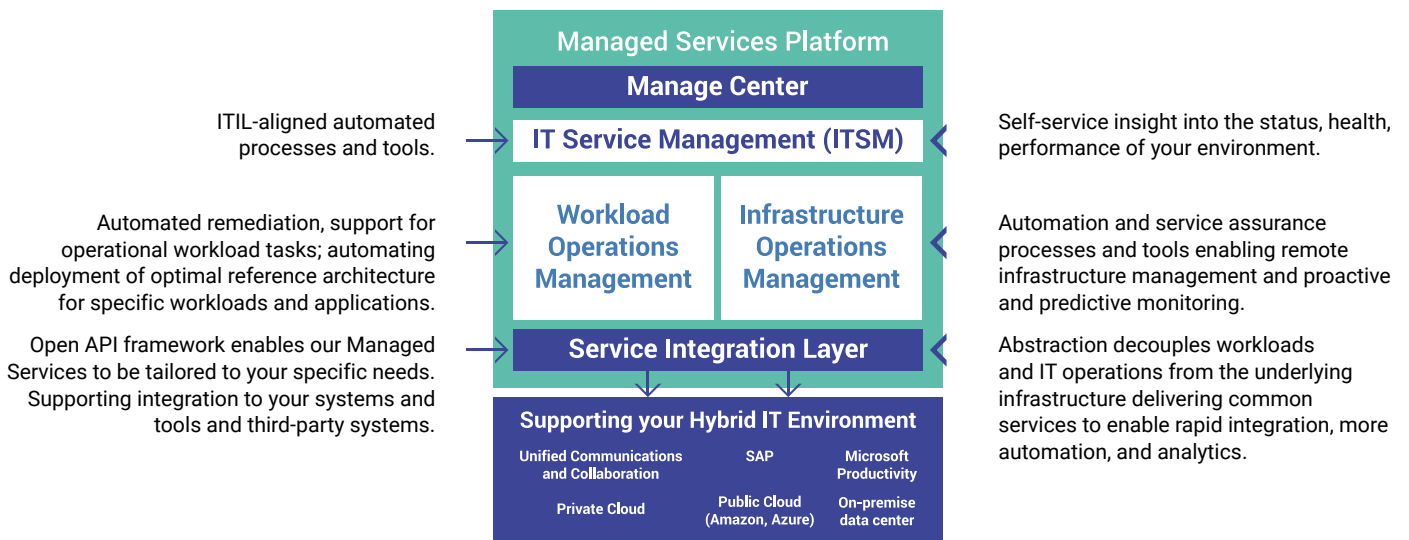 Managed Services Platform
Manage Center
ITIL-aligned automated
processes and tools.
IT Service Management (ITSM)
Self-service insight into the status, health,
performance of your environment.
Automated remediation, support for
operational workload tasks; automating
deployment of optimal reference architecture
for specific workloads and applications.
Workload
Operations
Management
Infrastructure
Operations
Management
Automation and service assurance
processes and tools enabling remote
infrastructure management and proactive
and predictive monitoring.
Open API framework enables our Managed
Services to be tailored to your specific needs.
Supporting integration to your systems and
tools and third-party systems.
Service Integration Layer
Abstraction decouples workloads
and IT operations from the underlying
infrastructure delivering common
services to enable rapid integration, more
automation, and analytics.
Supporting your Hybrid IT Environment
Unified Communications
and Collaboration
SAP
Microsoft
Productivity
Private Cloud
Public Cloud
(Amazon, Azure)
On-premise
data center